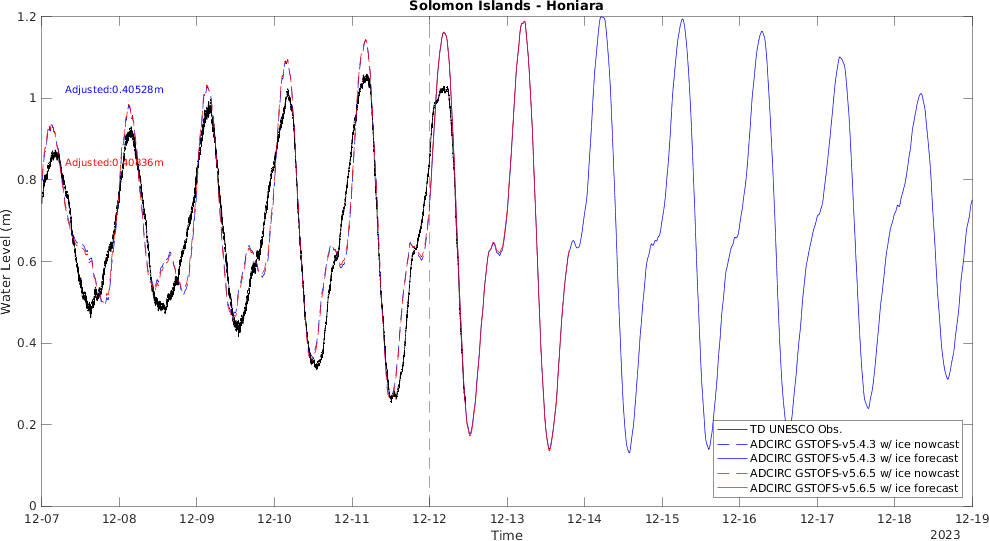 Solomon Islands - Honiara
1.2
1
0.8
0.6
0.4
0.2
0
Water Level (m)
Adjusted:0.40528m
Adjusted:0.40836m
TD UNESCO Obs.
ADCIRC GSTOFS-v5.4.3 w/ ice nowcast
ADCIRC GSTOFS-v5.4.3 w/ ice forecast
ADCIRC GSTOFS-v5.6.5 w/ ice nowcast
ADCIRC GSTOFS-v5.6.5 w/ ice forecast
12-07 12-08 12-09 12-10 12-11 12-12 12-13 12-14 12-15 12-16 12-17 12-18 12-19
Time
2023